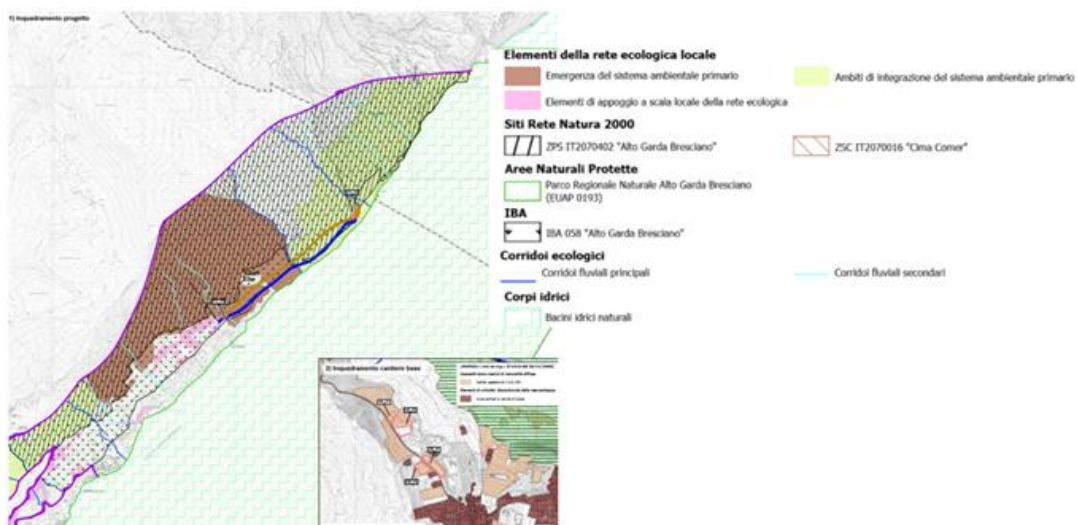 1) Inquadramento progetto
Elementi della rete ecologica locale
Emergenza del sistema ambientale primario
Ambiti di integrazione del sistema ambientale primario
Elementi di appoggio a scala locale della rete ecologica
Siti Rete Natura 2000
ZPS IT2070402 "Alto Garda Bresciano"
ZSC IT2070016 "Cima Comer"
Aree Naturali Protette
Parco Regionale Naturale Alto Garda Bresciano
(EUAP 0193)
IBA
IBA 058 "Alto Garda Bresciano"
Corridoi ecologici
Corridoi fluviali principali
Corridoi fluviali secondari
Corpi idrici
Bacini idrici naturali
2) Inquadramento cantiere base